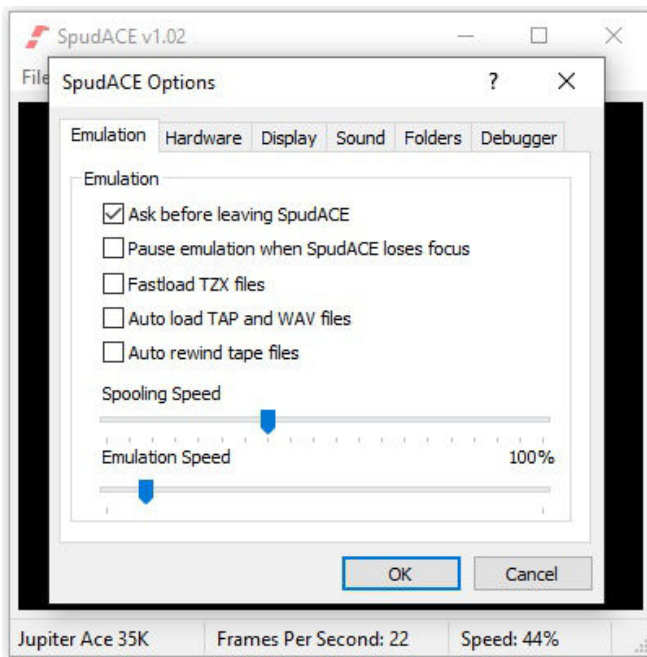 SpudACE v1.02
File
SpudACE Options
?
Emulation Hardware Display Sound Folders Debugger
Emulation
Ask before leaving SpudACE
Pause emulation when SpudACE loses focus
Fastload TZX files
Auto load TAP and WAV files
Auto rewind tape files
Spooling Speed
Emulation Speed 100%
OK Cancel
Jupiter Ace 35K Frames Per Second: 22 Speed: 44%